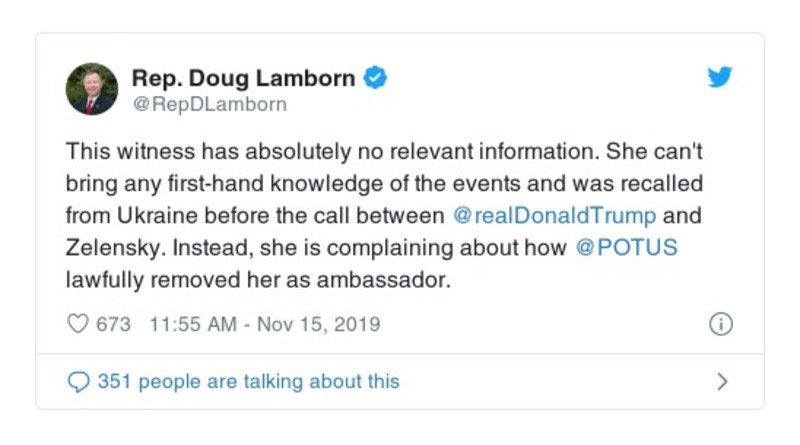 Rep. Doug Lamborn
@RepDLamborn
This witness has absolutely no relevant information. She can't
bring any first-hand knowledge of the events and was recalled
from Ukraine before the call between @realDonaldTrump and
Zelensky. Instead, she is complaining about how @POTUS
lawfully removed her as ambassador.
673 11:55 AM - Nov 15, 2019
351 people are talking about this